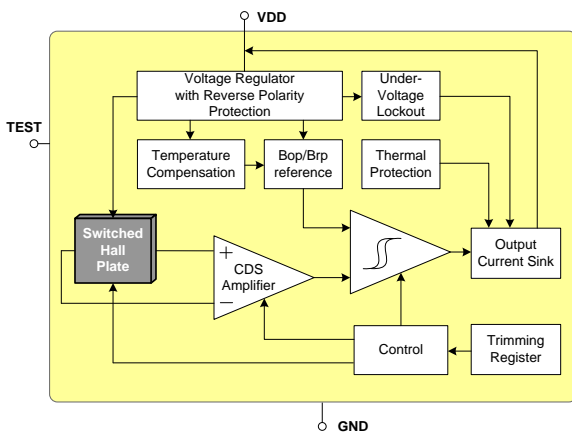 VDD
Voltage Regulator
with Reverse Polarity
Protection
Under-
Voltage
Lockout
TEST
Temperature
Compensation
Bop/Brp
reference
Thermal
Protection
Switched
Hall
Plate
+
CDS
Amplifier
−
Output
Current Sink
Control
Trimming
Register
GND